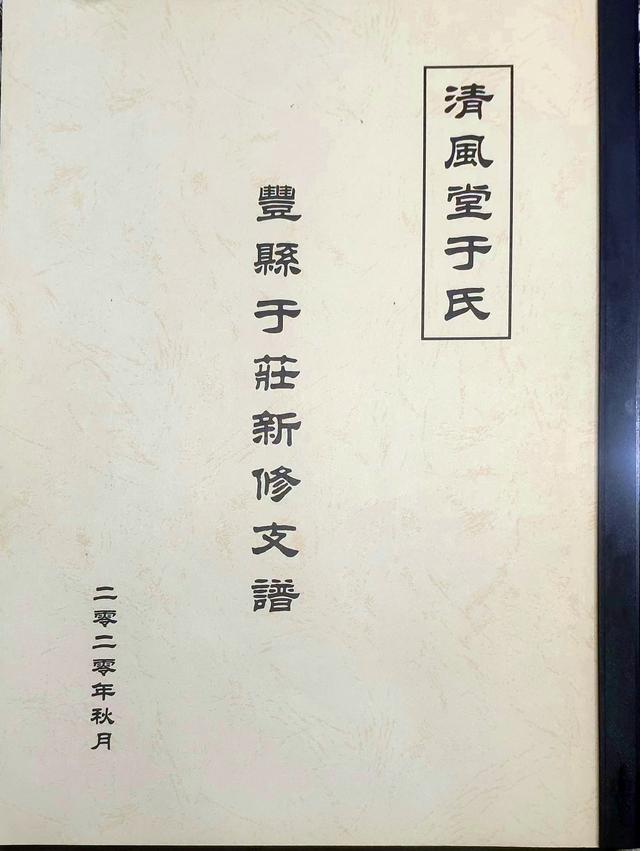 清風堂于氏
豐縣于莊新修支譜
二零二零年秋月